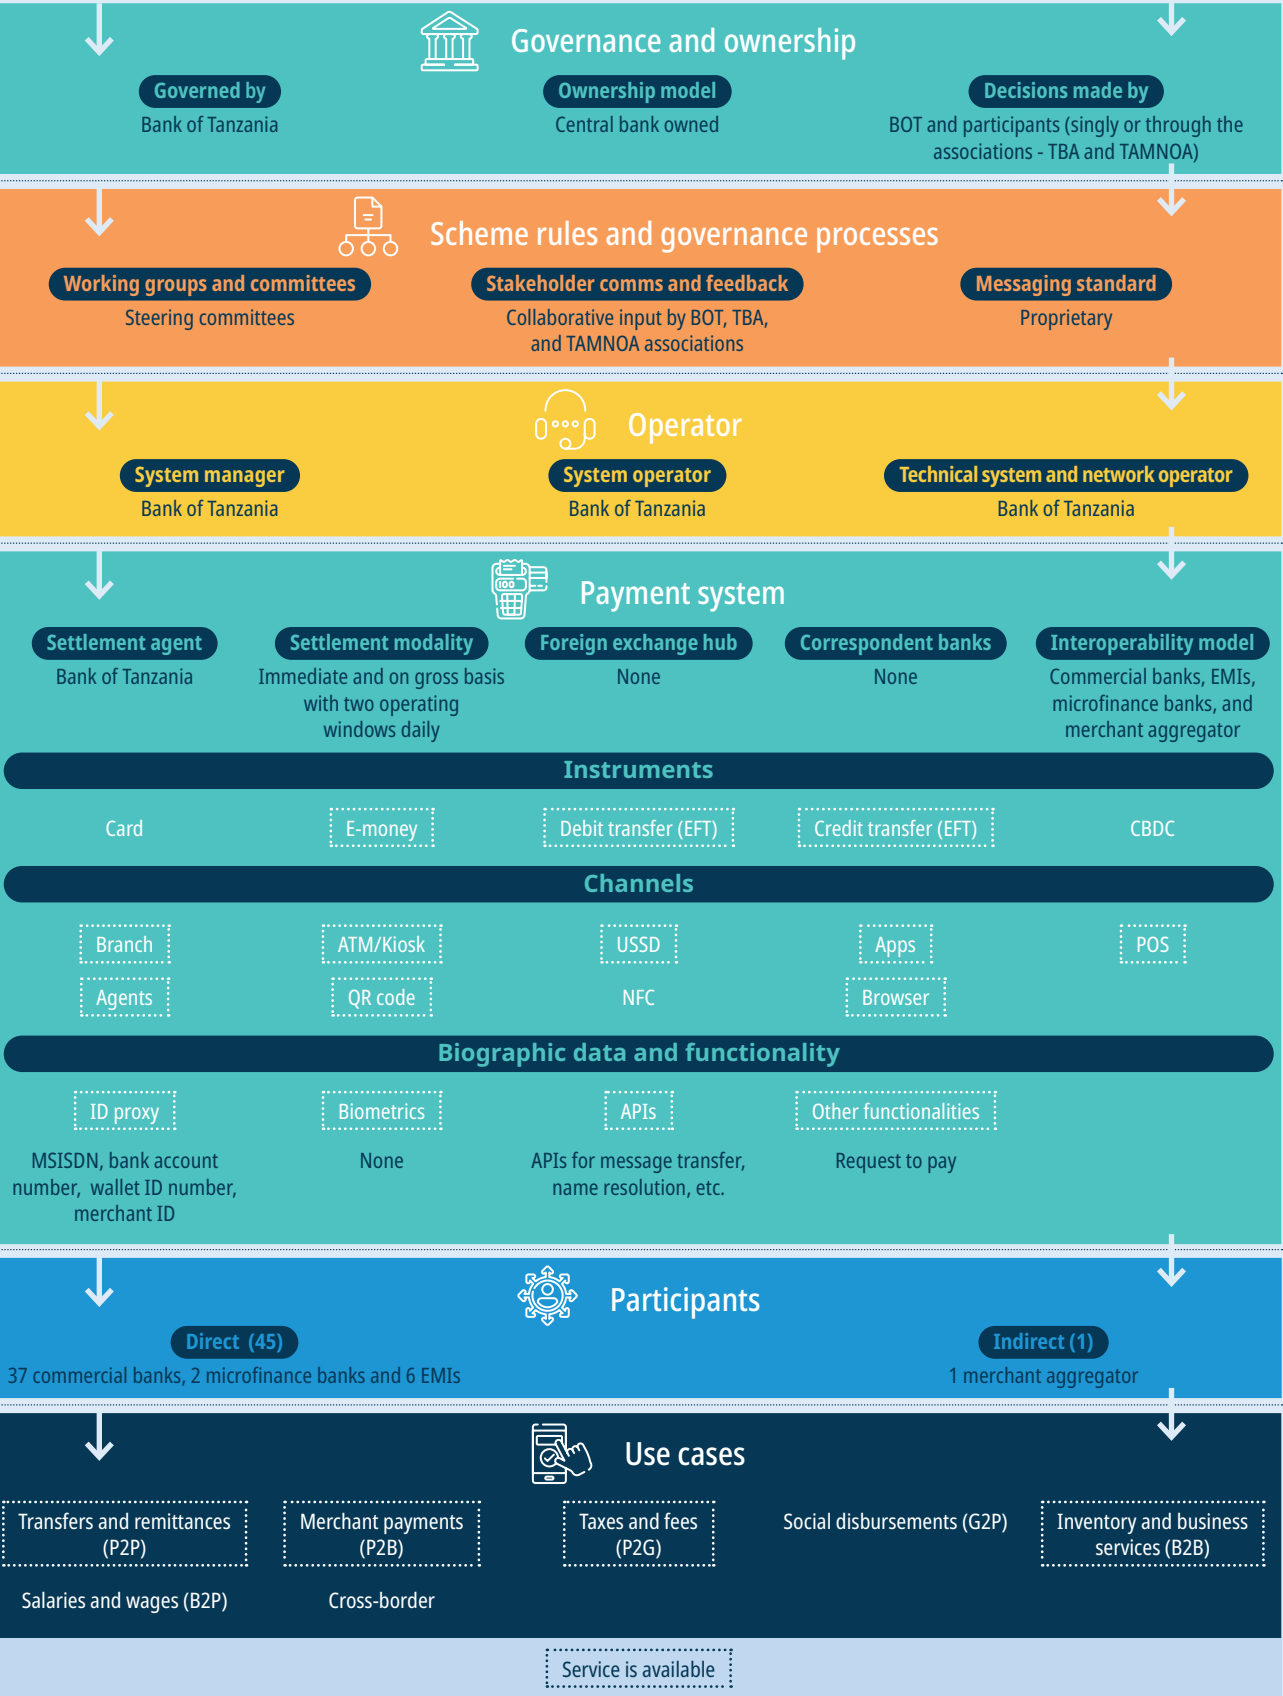 Governance and ownership
Governed by
Bank of Tanzania
Ownership model
Central bank owned
Decisions made by
BOT and participants (singly or through the
associations - TBA and TAMNOA)
Scheme rules and governance processes
Working groups and committees
Steering committees
Stakeholder comms and feedback
Collaborative input by BOT, TBA,
and TAMNOA associations
Messaging standard
Proprietary
Operator
System manager
Bank of Tanzania
System operator
Bank of Tanzania
Technical system and network operator
Bank of Tanzania
Payment system
Settlement agent
Bank of Tanzania
Settlement modality
Immediate and on gross basis
with two operating
windows daily
Foreign exchange hub
None
Correspondent banks
None
Interoperability model
Commercial banks, EMIs,
microfinance banks, and
merchant aggregator
Instruments
Card
E-money
Debit transfer (EFT)
Credit transfer (EFT)
CBDC
Channels
Branch
ATM/Kiosk
USSD
Apps
POS
Agents
QR code
NFC
Browser
Biographic data and functionality
ID proxy
MSISDN, bank account
number, wallet ID number,
merchant ID
Biometrics
None
APIs
APIs for message transfer,
name resolution, etc.
Other functionalities
Request to pay
Participants
Direct (45)
37 commercial banks, 2 microfinance banks and 6 EMIs
Indirect (1)
1 merchant aggregator
Use cases
Transfers and remittances
(P2P)
Merchant payments
(P2B)
Taxes and fees
(P2G)
Social disbursements (G2P)
Inventory and business
services (B2B)
Salaries and wages (B2P)
Cross-border
Service is available